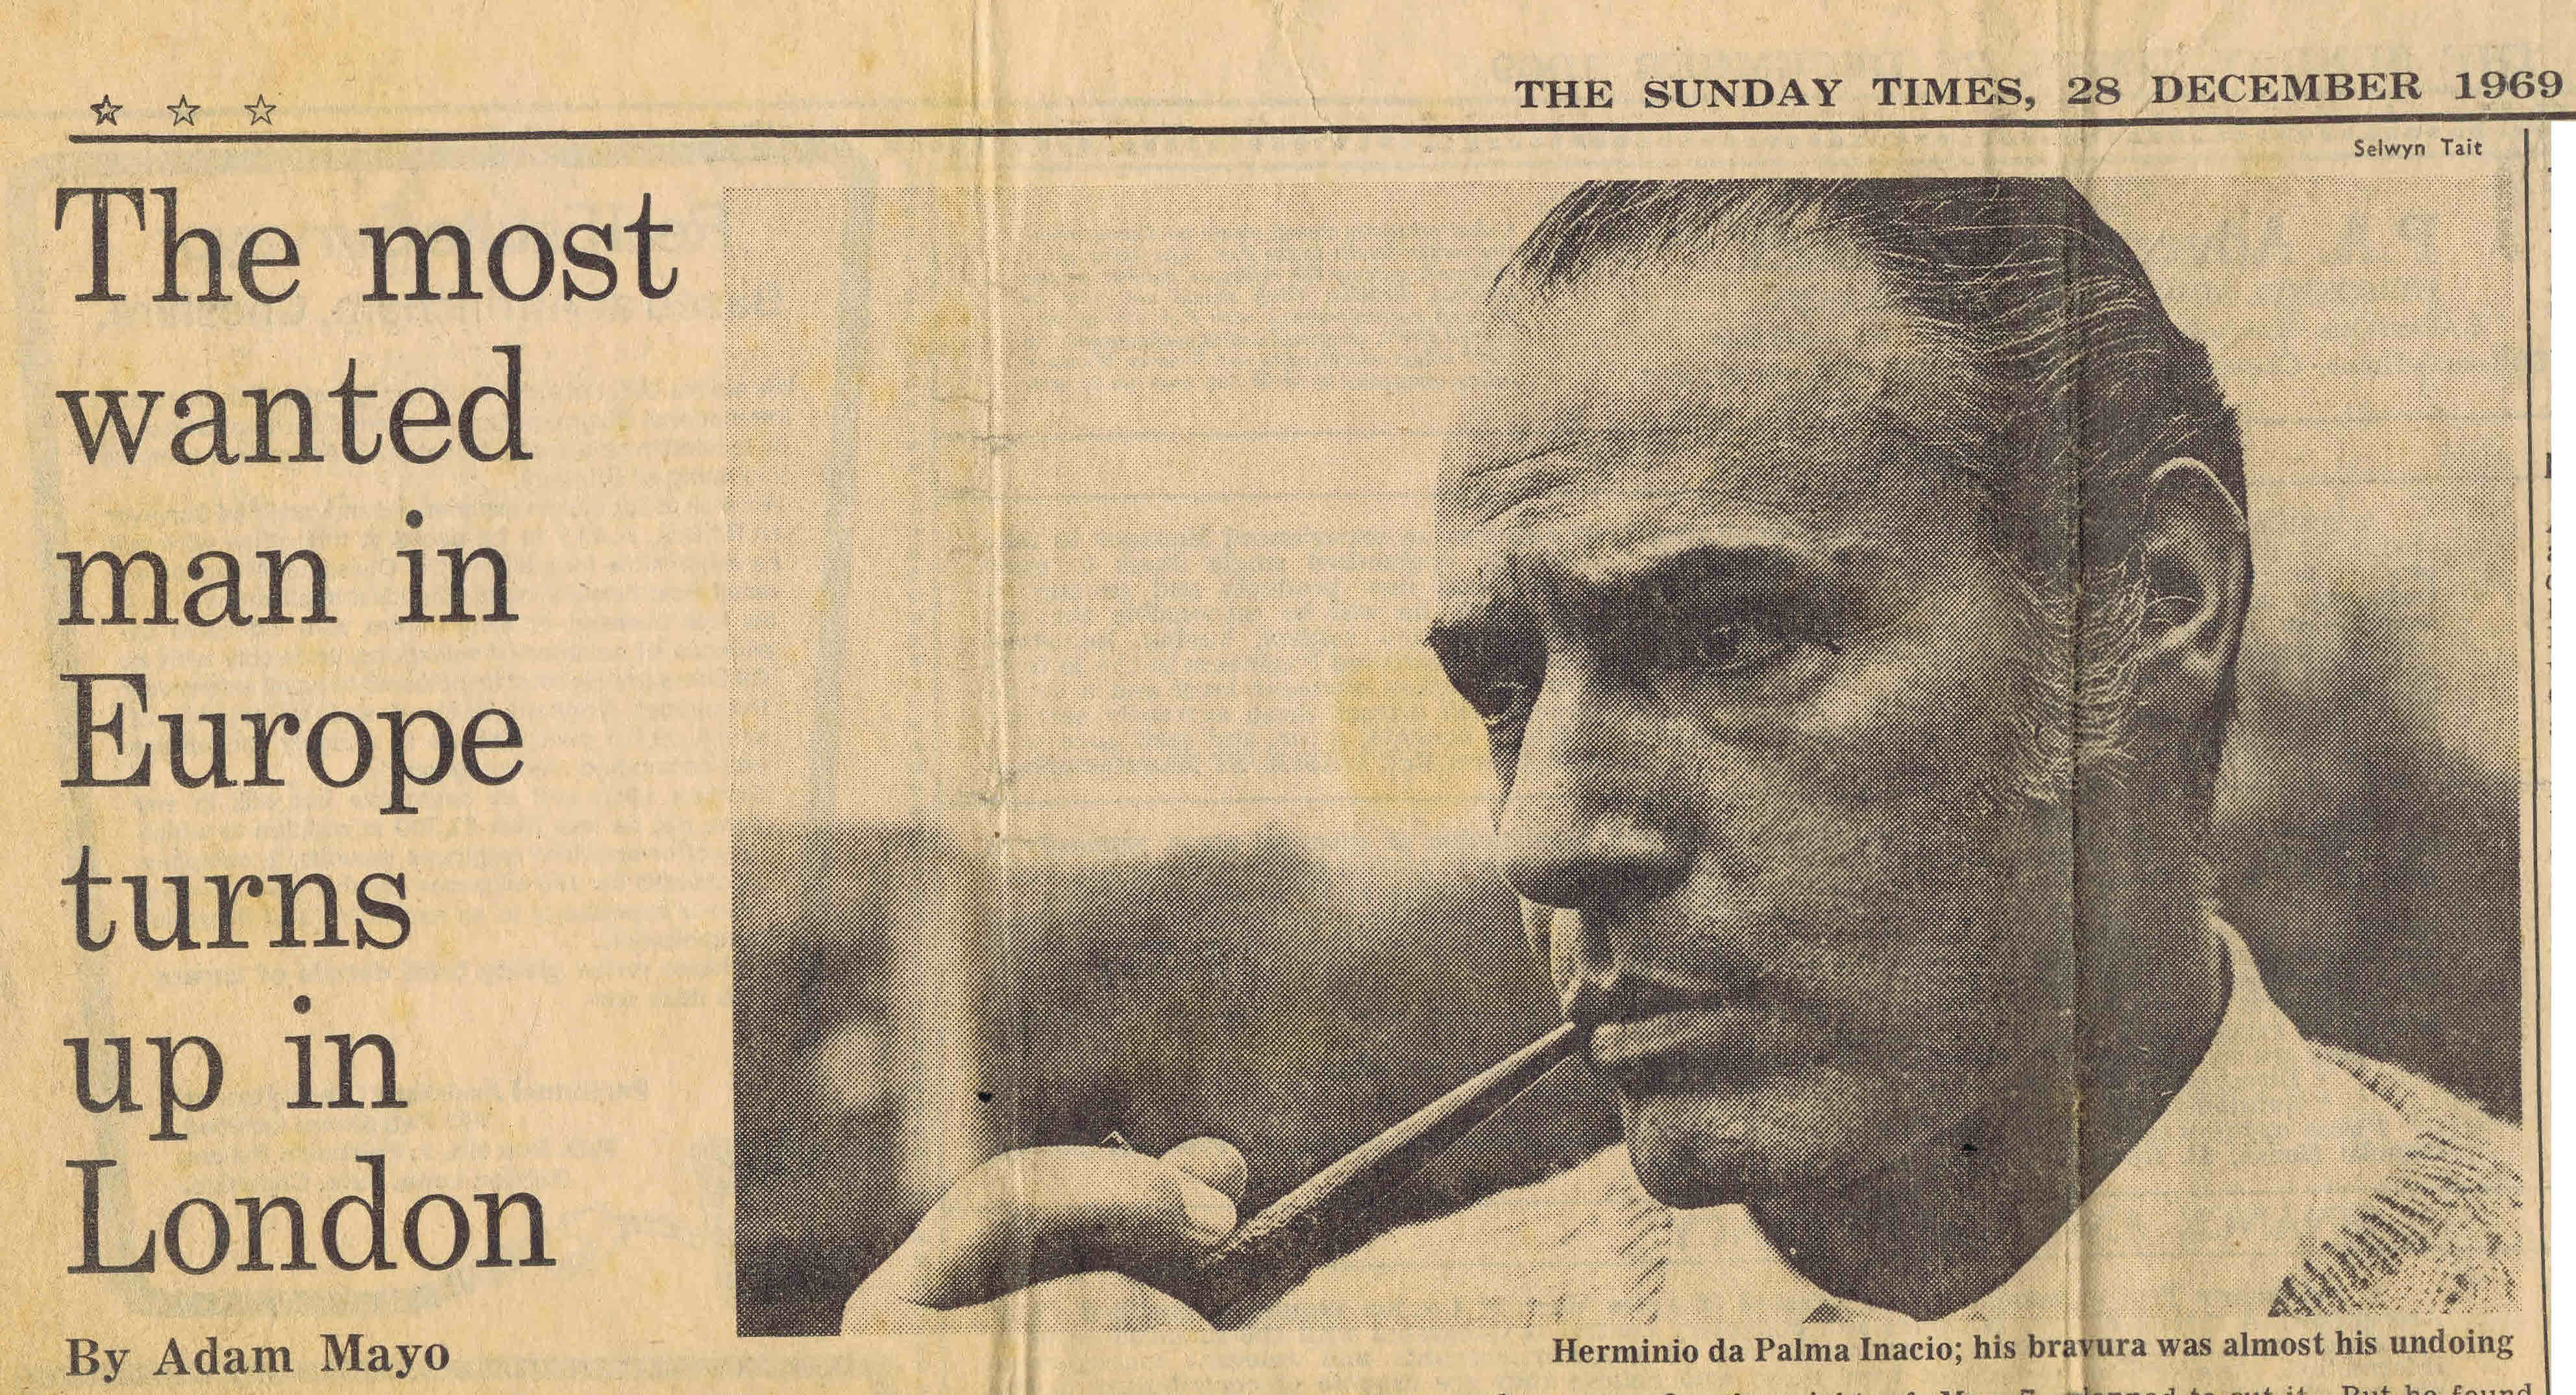 ☆ ☆ ☆
THE SUNDAY TIMES, 28 DECEMBER 1969
Selwyn Tait
The most
wanted
man in
Europe
turns
up in
London
By Adam Mayo
Herminio da Palma Inacio; his bravura was almost his undoing